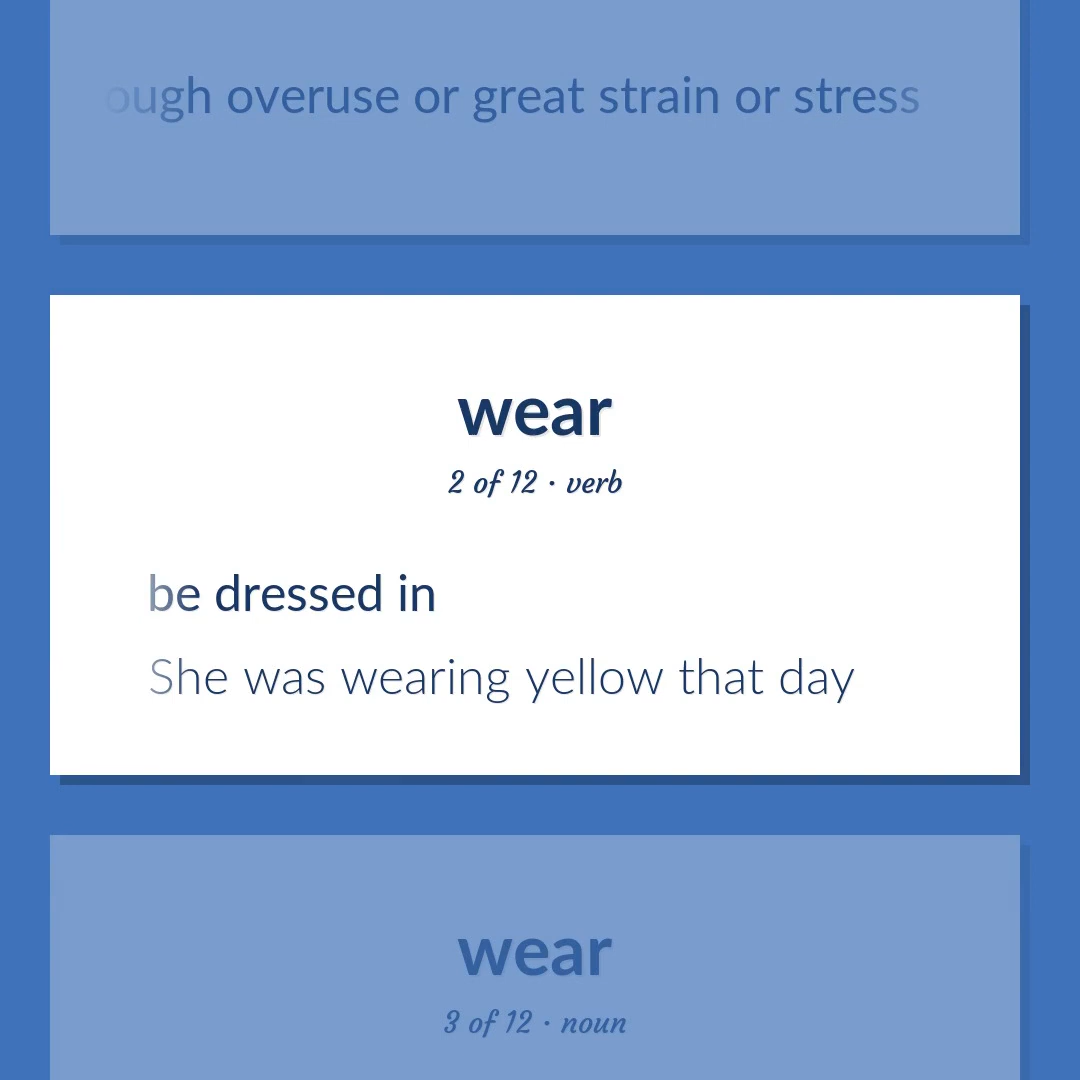 ough overuse or great strain or stress
wear
2 of 12 · verb
be dressed in
She was wearing yellow that day
wear
3 of 12 · noun